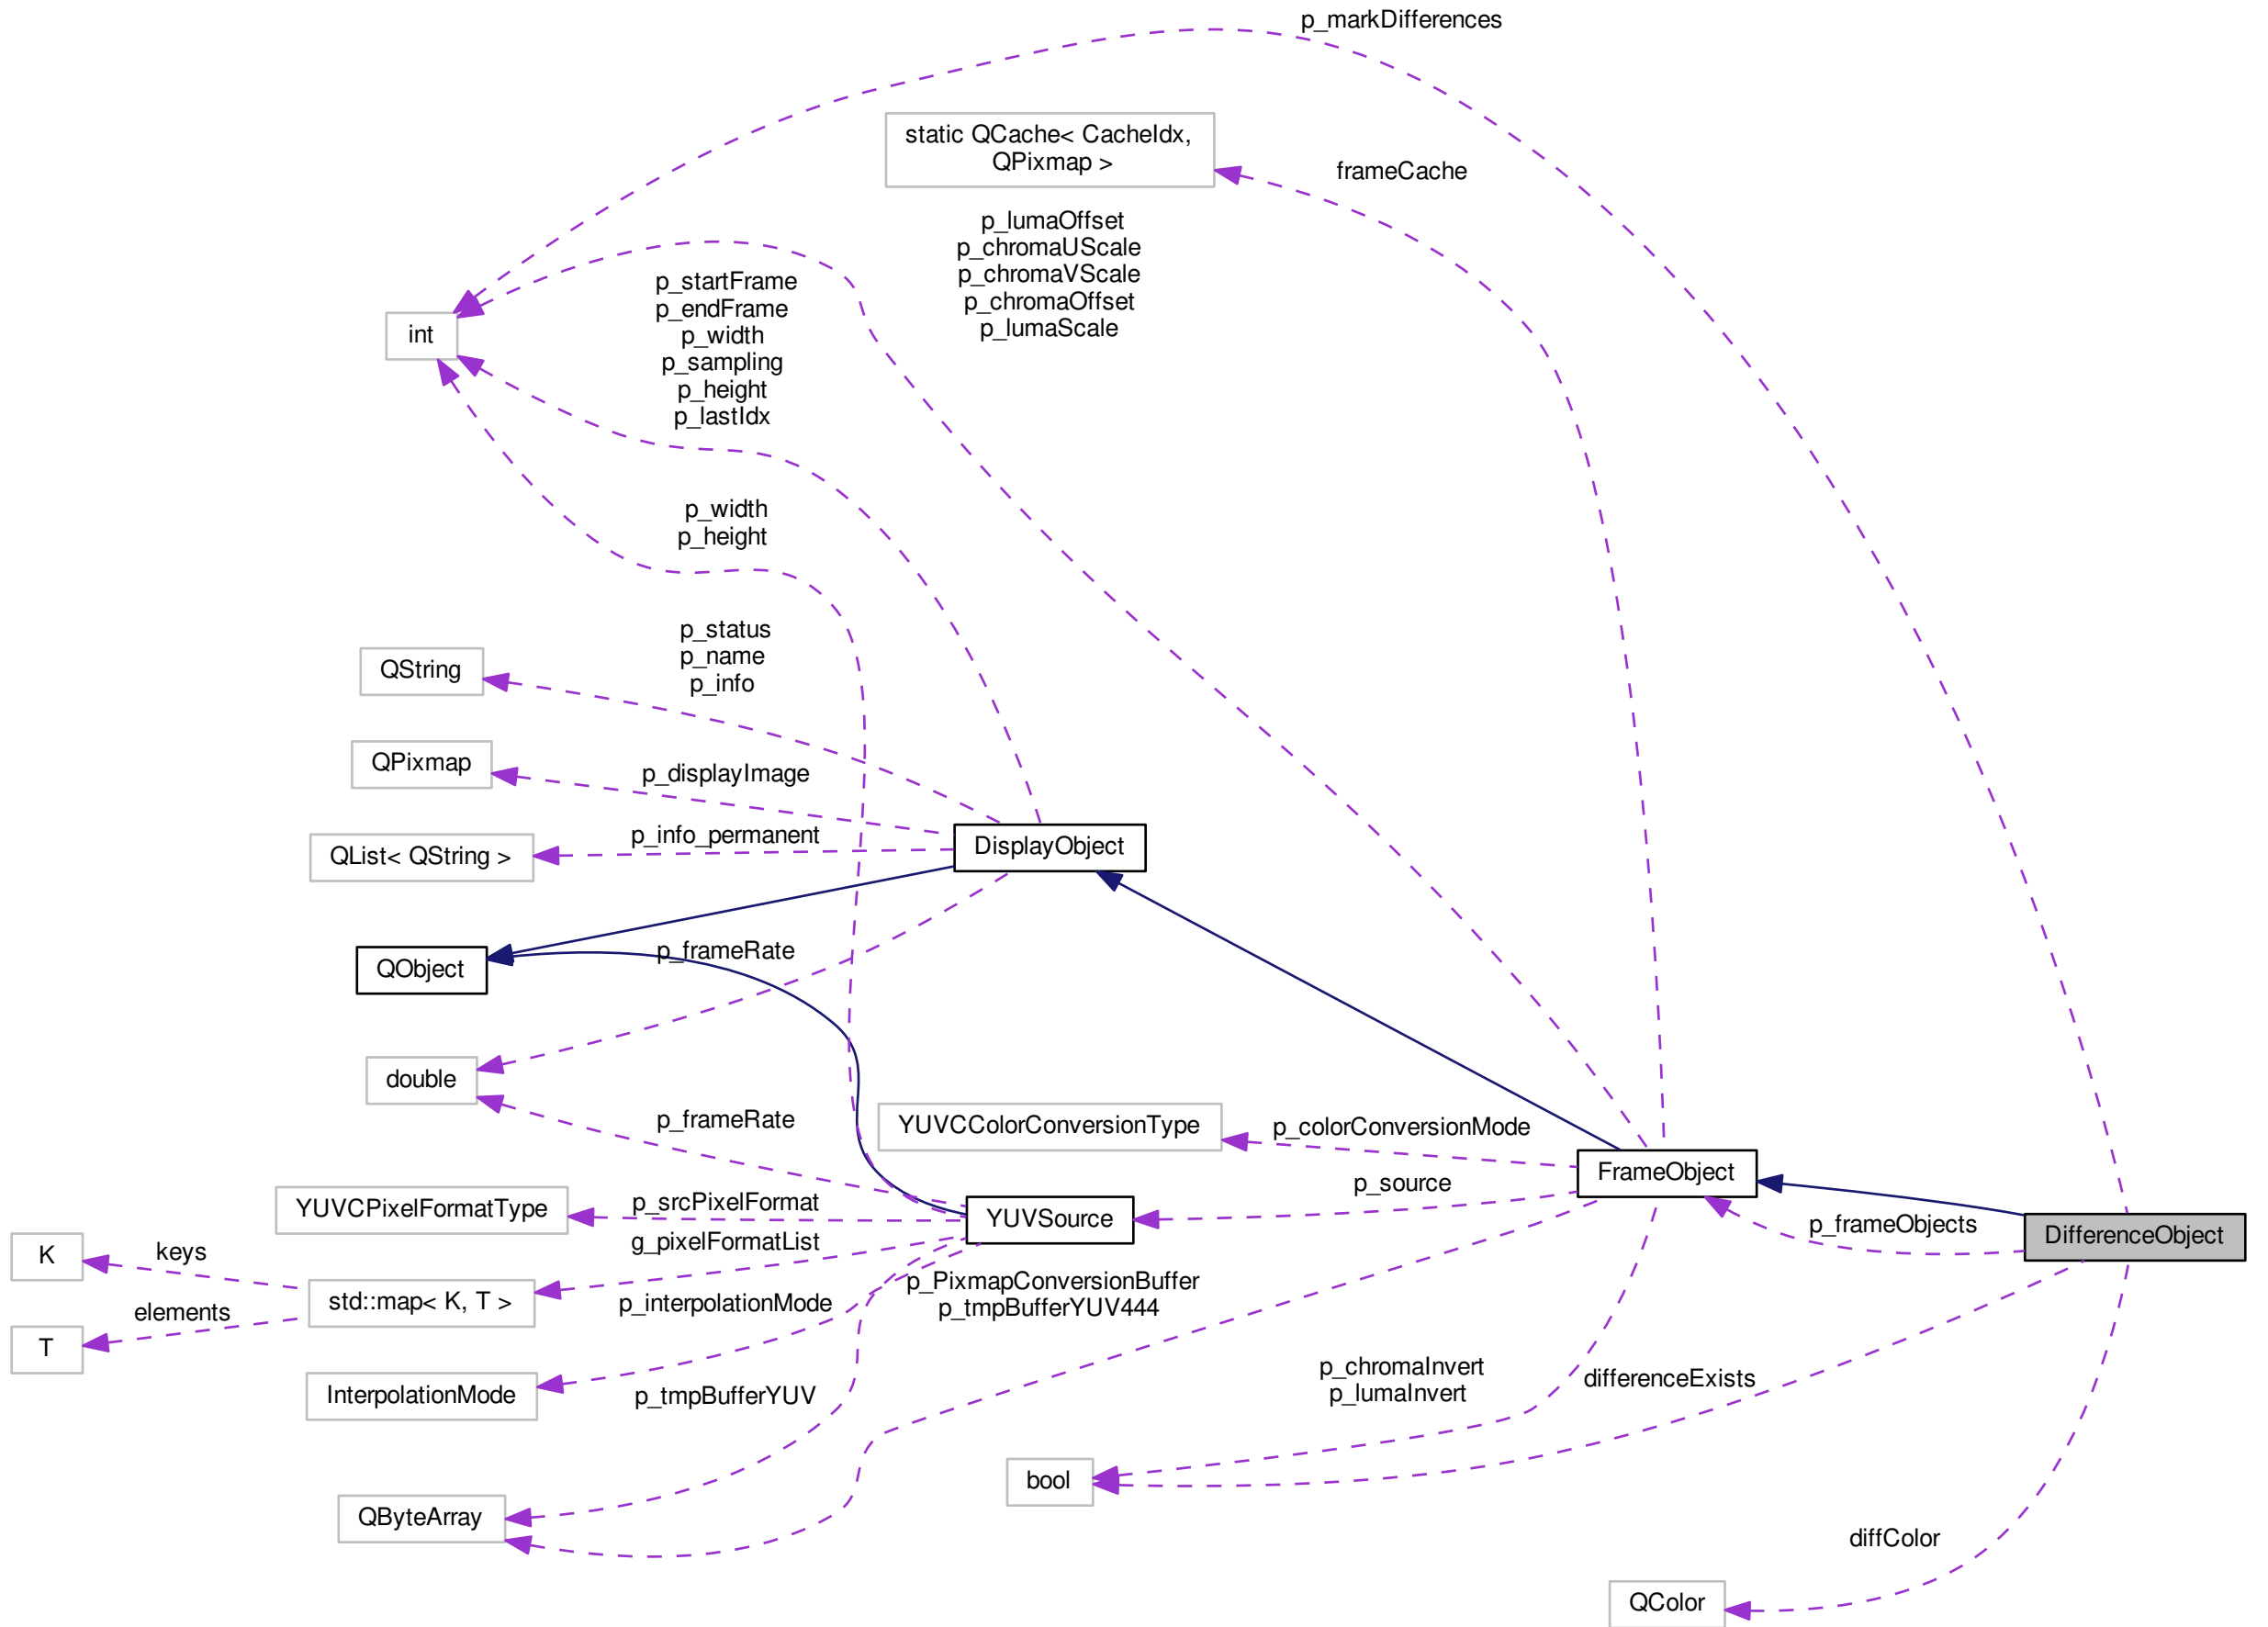 p_markDifferences
static QCache< CacheIdx,
QPixmap >
frameCache
p_lumaOffset
p_chromaUScale
p_chromaVScale
p_chromaOffset
p_lumaScale
p_startFrame
p_endFrame
p_width
p_sampling
p_height
p_lastIdx
int
p_width
p_height
p_status
p_name
p_info
QString
QPixmap
p_displayImage
QList< QString >
p_info_permanent
DisplayObject
QObject
p_frameRate
double
p_frameRate
YUVCColorConversionType
p_colorConversionMode
FrameObject
p_source
YUVCPixelFormatType
p_srcPixelFormat
YUVSource
p_frameObjects
DifferenceObject
K
keys
g_pixelFormatList
std::map< K, T >
p_interpolationMode
p_PixmapConversionBuffer
p_tmpBufferYUV444
T
elements
InterpolationMode
p_tmpBufferYUV
p_chromaInvert
p_lumaInvert
differenceExists
bool
QByteArray
diffColor
QColor